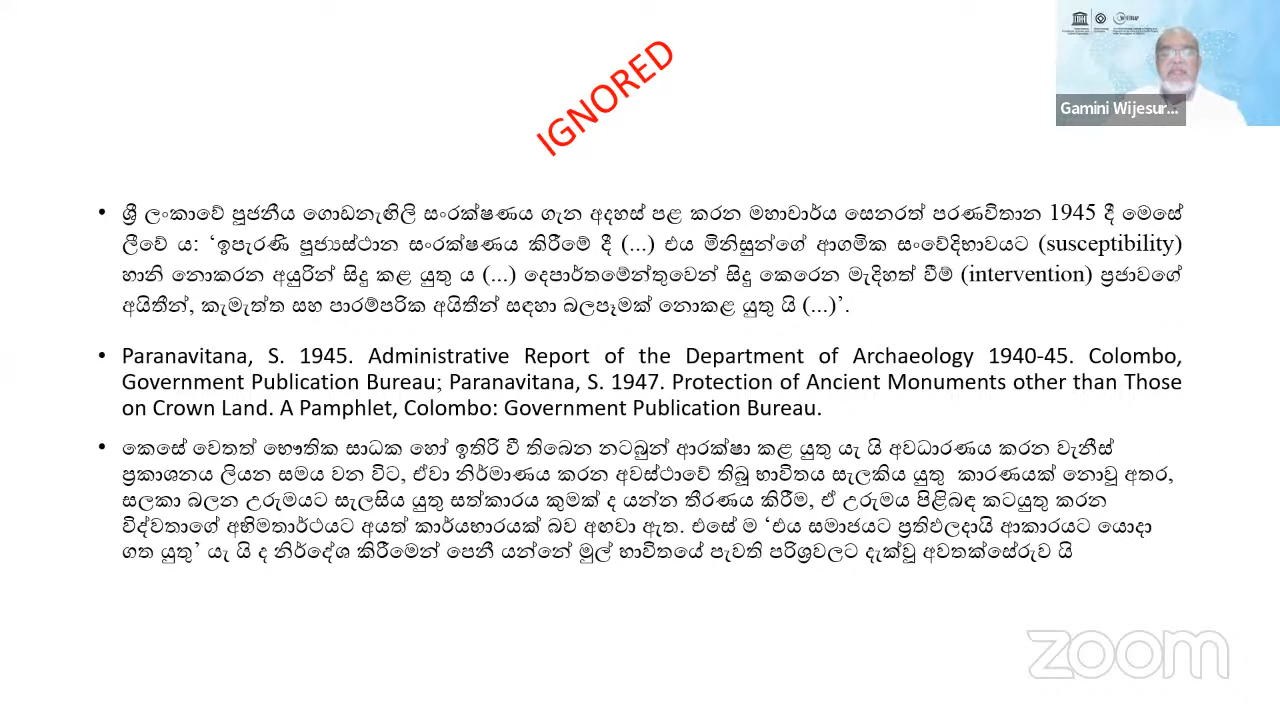 IGNORED
Gamini Wijesur...
• ශ්‍රී ලංකාවේ පූජනීය ගොඩනැඟිලි සංරක්ෂණය ගැන අදහස් පළ කරන මහාචාර්ය සෙනරත් පරණවිතාන 1945 දී මෙසේ
ලීවේ ය: ‘ඉපැරණි පූජ්‍යස්ථාන සංරක්ෂණය කිරීමේ දී (...) එය මිනිසුන්ගේ ආගමික සංවේදිභාවයට (susceptibility)
හානි නොකරන අයුරින් සිදු කළ යුතු ය (...) දෙපාර්තමේන්තුවෙන් සිදු කෙරෙන මැදිහත් වීම් (intervention) ප්‍රජාවගේ
අයිතීන්, කැමැත්ත සහ පාරම්පරික අයිතීන් සඳහා බලපෑමක් නොකළ යුතු යි (...)’.
• Paranavitana, S. 1945. Administrative Report of the Department of Archaeology 1940-45. Colombo,
Government Publication Bureau; Paranavitana, S. 1947. Protection of Ancient Monuments other than Those
on Crown Land. A Pamphlet, Colombo: Government Publication Bureau.
• කෙසේ වෙතත් භෞතික සාධක හෝ ඉතිරි වී තිබෙන නටබුන් ආරක්ෂා කළ යුතු යැ යි අවධාරණය කරන වැනීස්
ප්‍රකාශනය ලියන සමය වන විට, ඒවා නිර්මාණය කරන අවස්ථාවේ තිබූ භාවිතය සැලකිය යුතු කාරණයක් නොවූ අතර,
සලකා බලන උරුමයට සැලසිය යුතු සත්කාරය කුමක් ද යන්න තීරණය කිරීම, ඒ උරුමය පිළිබඳ කටයුතු කරන
විද්වතාගේ අභිමතාර්ථයට අයත් කාර්යභාරයක් බව අඟවා ඇත. එසේ ම ‘එය සමාජයට ප්‍රතිඵලදායි ආකාරයට යොදා
ගත යුතු’ යැ යි ද නිර්දේශ කිරීමෙන් පෙනී යන්නේ මුල් භාවිතයේ පැවති පරිශ්‍රවලට දැක්වූ අවතක්සේරුව යි
zoom